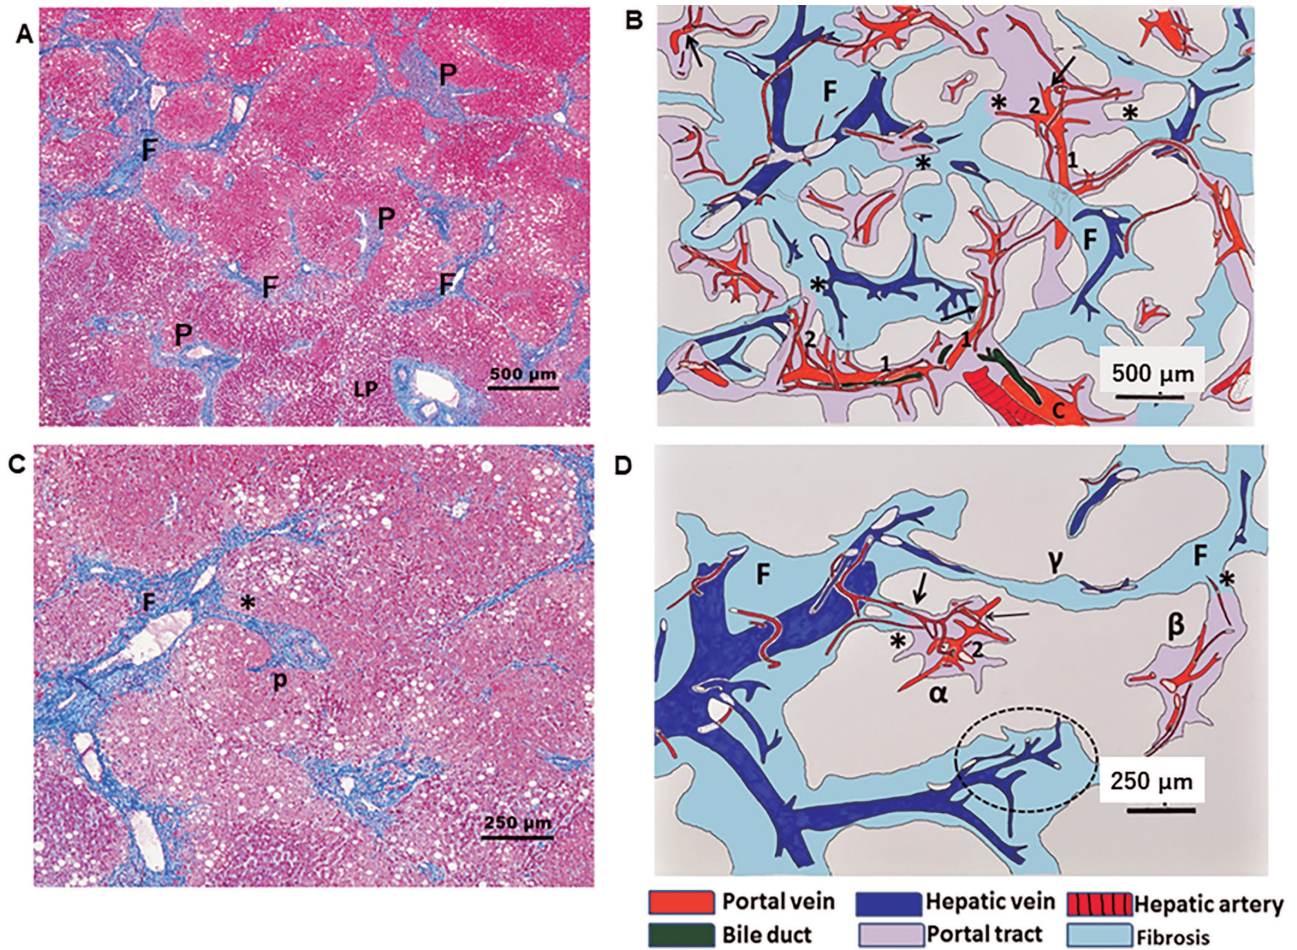 A
P
F
P
F
F
P
LP
500 µm
B
F
*
2
*
*
1
F
*
2
1
1
C
500 µm
C
F
*
p
250 µm
D
F
γ
F
*
β
*
2
α
250 µm
Portal vein
Hepatic vein
Hepatic artery
Bile duct
Portal tract
Fibrosis